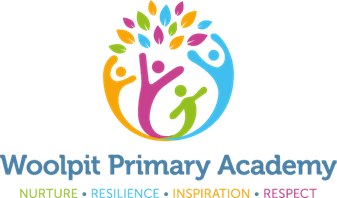 Woolpit Primary Academy
NURTURE • RESILIENCE • INSPIRATION • RESPECT